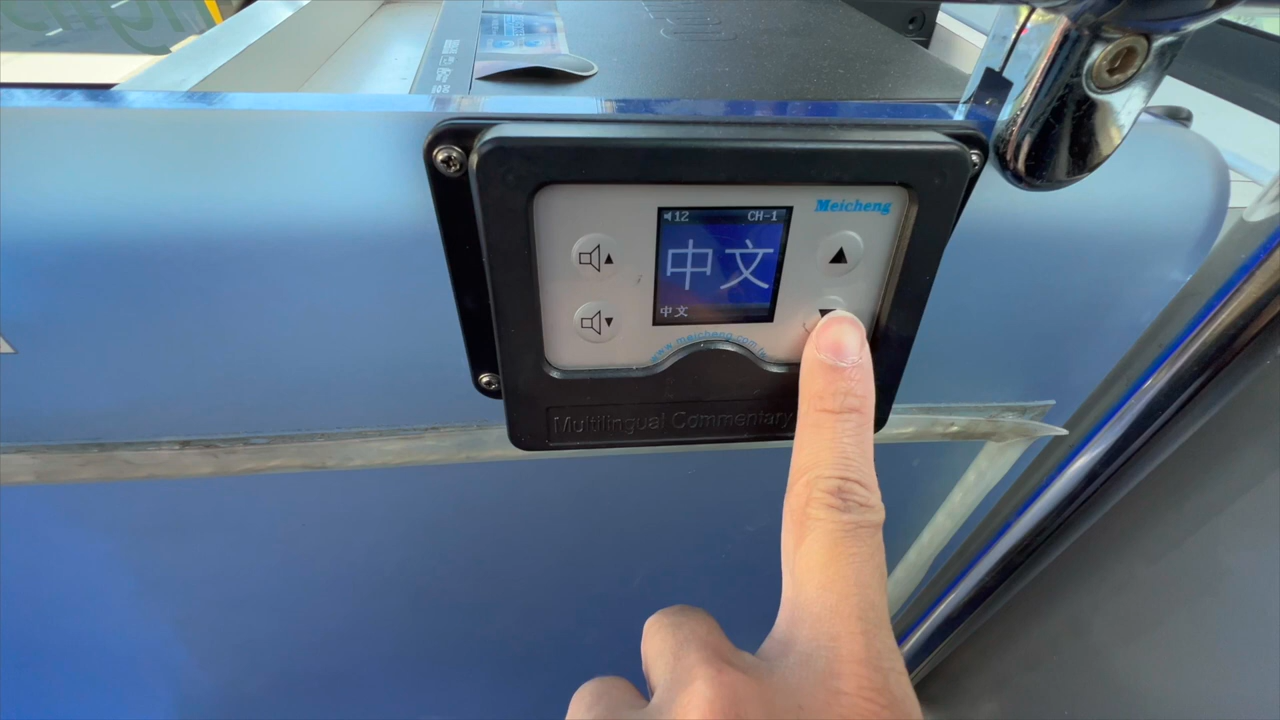 Meicheng
12 CH-1
中文
中文
www.meicheng.com.tw
Multilingual Commentary